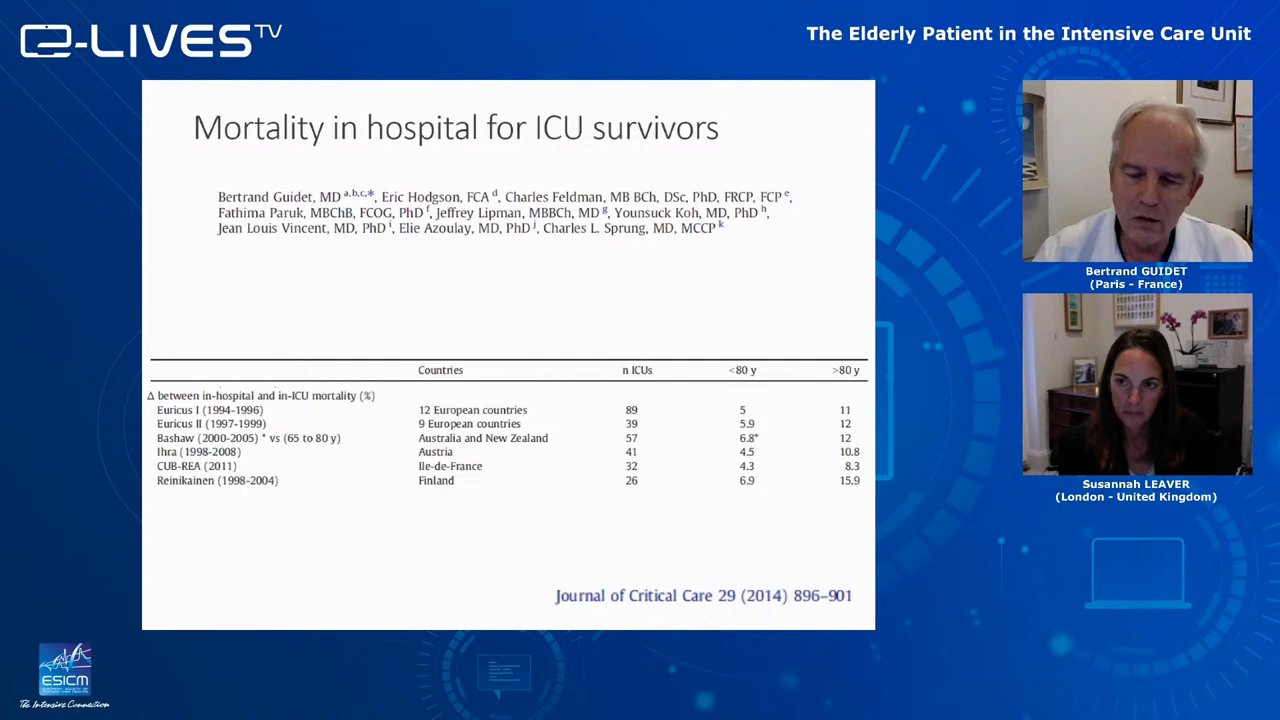 e-LIVES TV
The Elderly Patient in the Intensive Care Unit
Mortality in hospital for ICU survivors
Bertrand Guidet, MD a,b,c,*, Eric Hodgson, FCA d, Charles Feldman, MB BCh, DSc, PhD, FRCP, FCP e,
Fathima Paruk, MBChB, FCOG, PhD f, Jeffrey Lipman, MBBCh, MD g, Younsuck Koh, MD, PhD h,
Jean Louis Vincent, MD, PhD i, Elie Azoulay, MD, PhD j, Charles L. Sprung, MD, MCCP k
Countries n ICUs <80 y >80 y
Δ between in-hospital and in-ICU mortality (%)
Euricus I (1994-1996) 12 European countries 89 5 11
Euricus II (1997-1999) 9 European countries 39 5.9 12
Bashaw (2000-2005) * vs (65 to 80 y) Australia and New Zealand 57 6.8* 12
Ihra (1998-2008) Austria 41 4.5 10.8
CUB-REA (2011) Ile-de-France 32 4.3 8.3
Reinikainen (1998-2004) Finland 26 6.9 15.9
Journal of Critical Care 29 (2014) 896–901
Bertrand GUIDET
(Paris - France)
Susannah LEAVER
(London - United Kingdom)
ESICM
The Intensive Connection